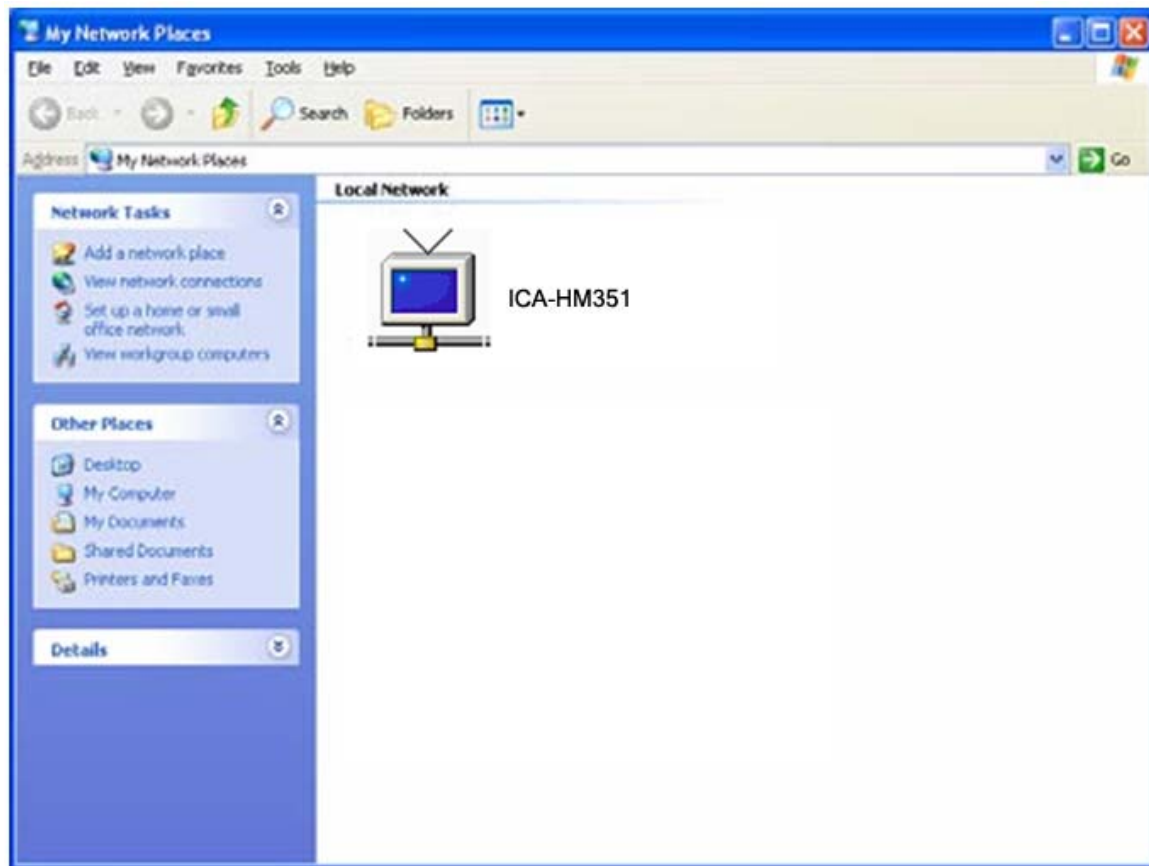 My Network Places
File Edit View Favorites Tools Help
Back Search Folders
Address My Network Places Go
Local Network
Network Tasks
Add a network place
View network connections
Set up a home or small
office network
View workgroup computers
ICA-HM351
Other Places
Desktop
My Computer
My Documents
Shared Documents
Printers and Faxes
Details